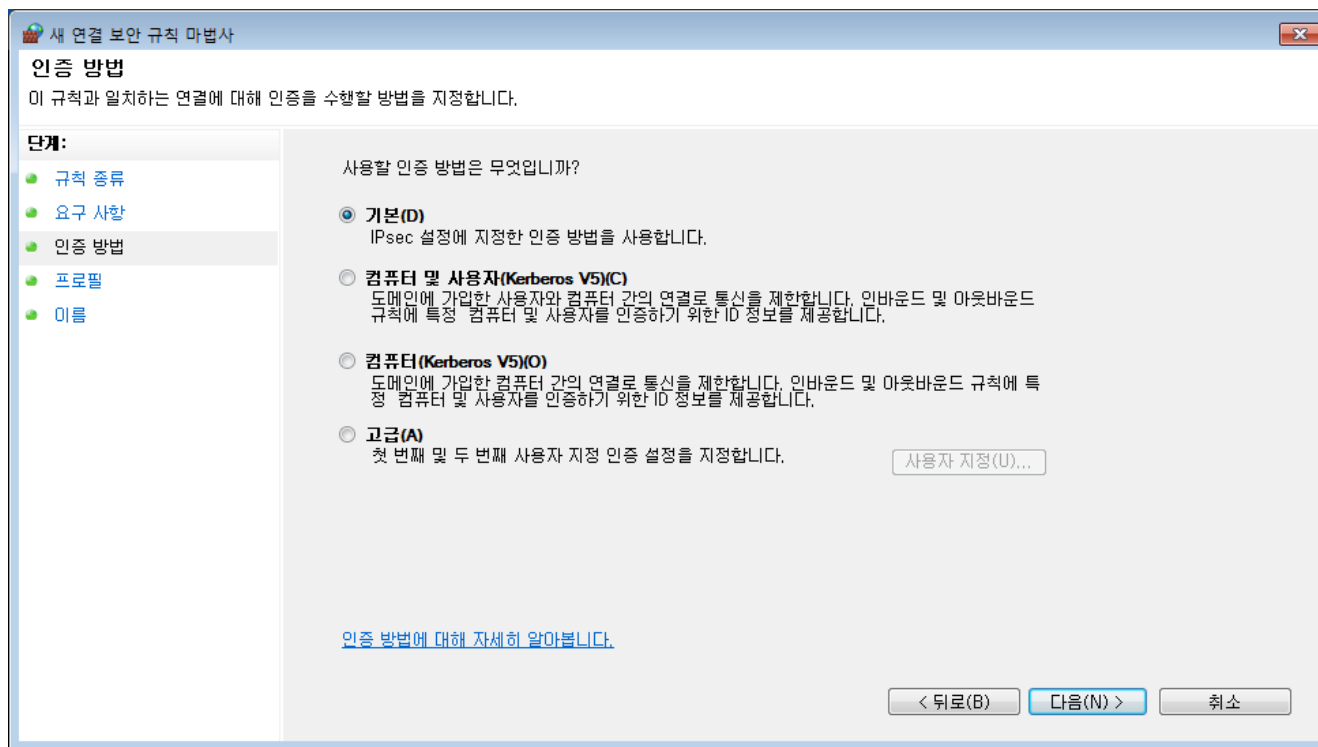 새 연결 보안 규칙 마법사
인증 방법
이 규칙과 일치하는 연결에 대해 인증을 수행할 방법을 지정합니다.
단계:
규칙 종류
요구 사항
인증 방법
프로필
이름
사용할 인증 방법은 무엇입니까?
기본(D)
IPsec 설정에 지정한 인증 방법을 사용합니다.
컴퓨터 및 사용자(Kerberos V5)(C)
도메인에 가입한 사용자와 컴퓨터 간의 연결로 통신을 제한합니다. 인바운드 및 아웃바운드
규칙에 특정 컴퓨터 및 사용자를 인증하기 위한 ID 정보를 제공합니다.
컴퓨터(Kerberos V5)(O)
도메인에 가입한 컴퓨터 간의 연결로 통신을 제한합니다. 인바운드 및 아웃바운드 규칙에 특
정 컴퓨터 및 사용자를 인증하기 위한 ID 정보를 제공합니다.
고급(A)
첫 번째 및 두 번째 사용자 지정 인증 설정을 지정합니다.
사용자 지정(U)...
인증 방법에 대해 자세히 알아봅니다.
< 뒤로(B)
다음(N) >
취소